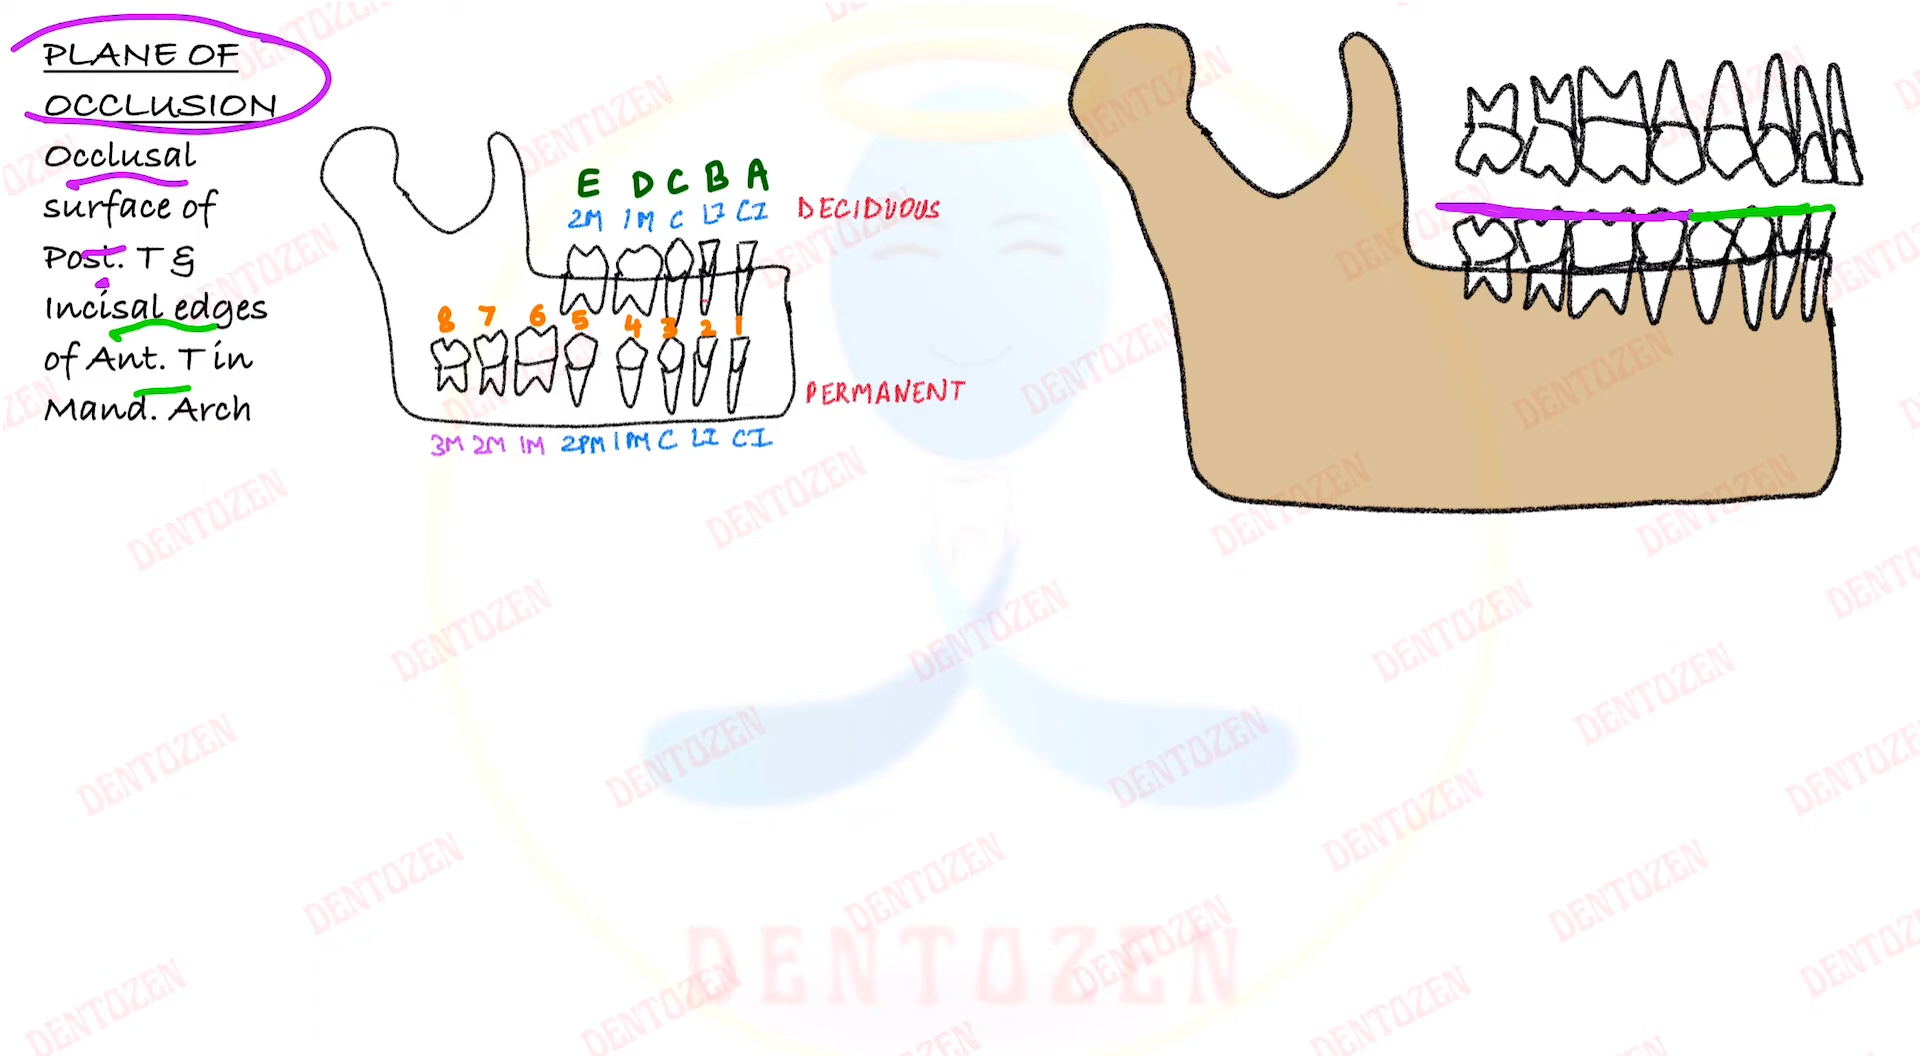 PLANE OF
OCCLUSION
Occlusal
surface of
Post. T &
Incisal edges
of Ant. T in
Mand. Arch
E D C B A
2M 1M C LI CI
DECIDUOUS
8 7 6 5 4 3 2 1
PERMANENT
3M 2M 1M 2PM 1PM C LI CI
DENTOZEN